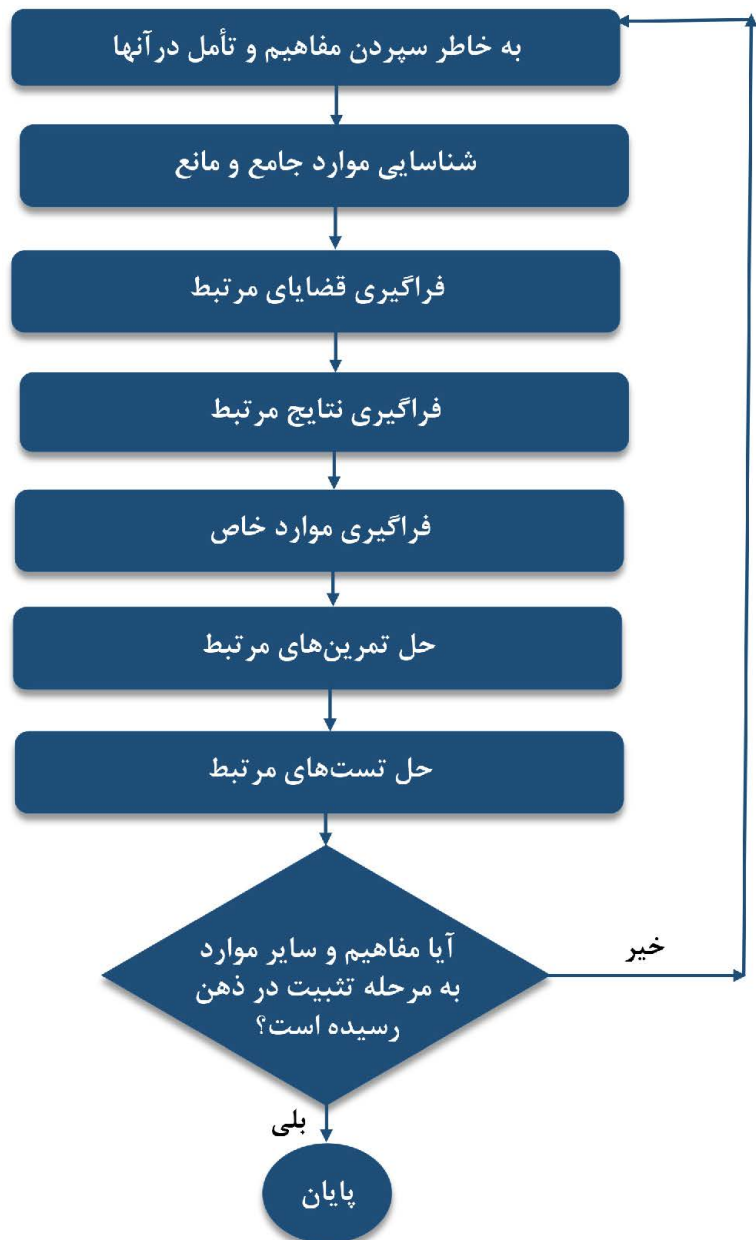 به خاطر سپردن مفاهیم و تأمل درآنها
شناسایی موارد جامع و مانع
فراگیری قضایای مرتبط
فراگیری نتایج مرتبط
فراگیری موارد خاص
حل تمرین‌های مرتبط
حل تست‌های مرتبط
آیا مفاهیم و سایر موارد
به مرحله تثبیت در ذهن
رسیده است؟
خیر
بلی
پایان